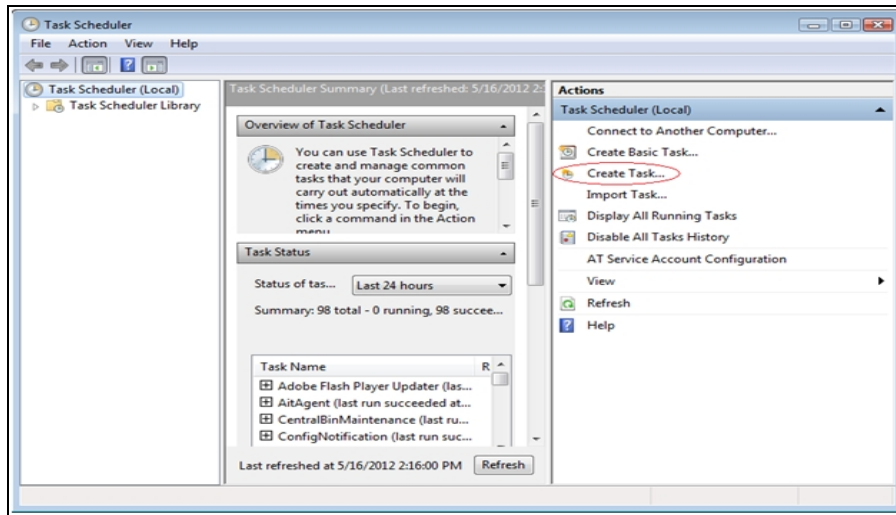 Task Scheduler
File Action View Help
Task Scheduler (Local)
Task Scheduler Library
Task Scheduler Summary (Last refreshed: 5/16/2012 2:
Overview of Task Scheduler
You can use Task Scheduler to
create and manage common
tasks that your computer will
carry out automatically at the
times you specify. To begin,
click a command in the Action
menu
Task Status
Status of tas... Last 24 hours
Summary: 98 total - 0 running, 98 succee...
Task Name R
Adobe Flash Player Updater (las...
AitAgent (last run succeeded at...
CentralBinMaintenance (last ru...
ConfigNotification (last run suc...
Last refreshed at 5/16/2012 2:16:00 PM Refresh
Actions
Task Scheduler (Local)
Connect to Another Computer...
Create Basic Task...
Create Task...
Import Task...
Display All Running Tasks
Disable All Tasks History
AT Service Account Configuration
View
Refresh
Help